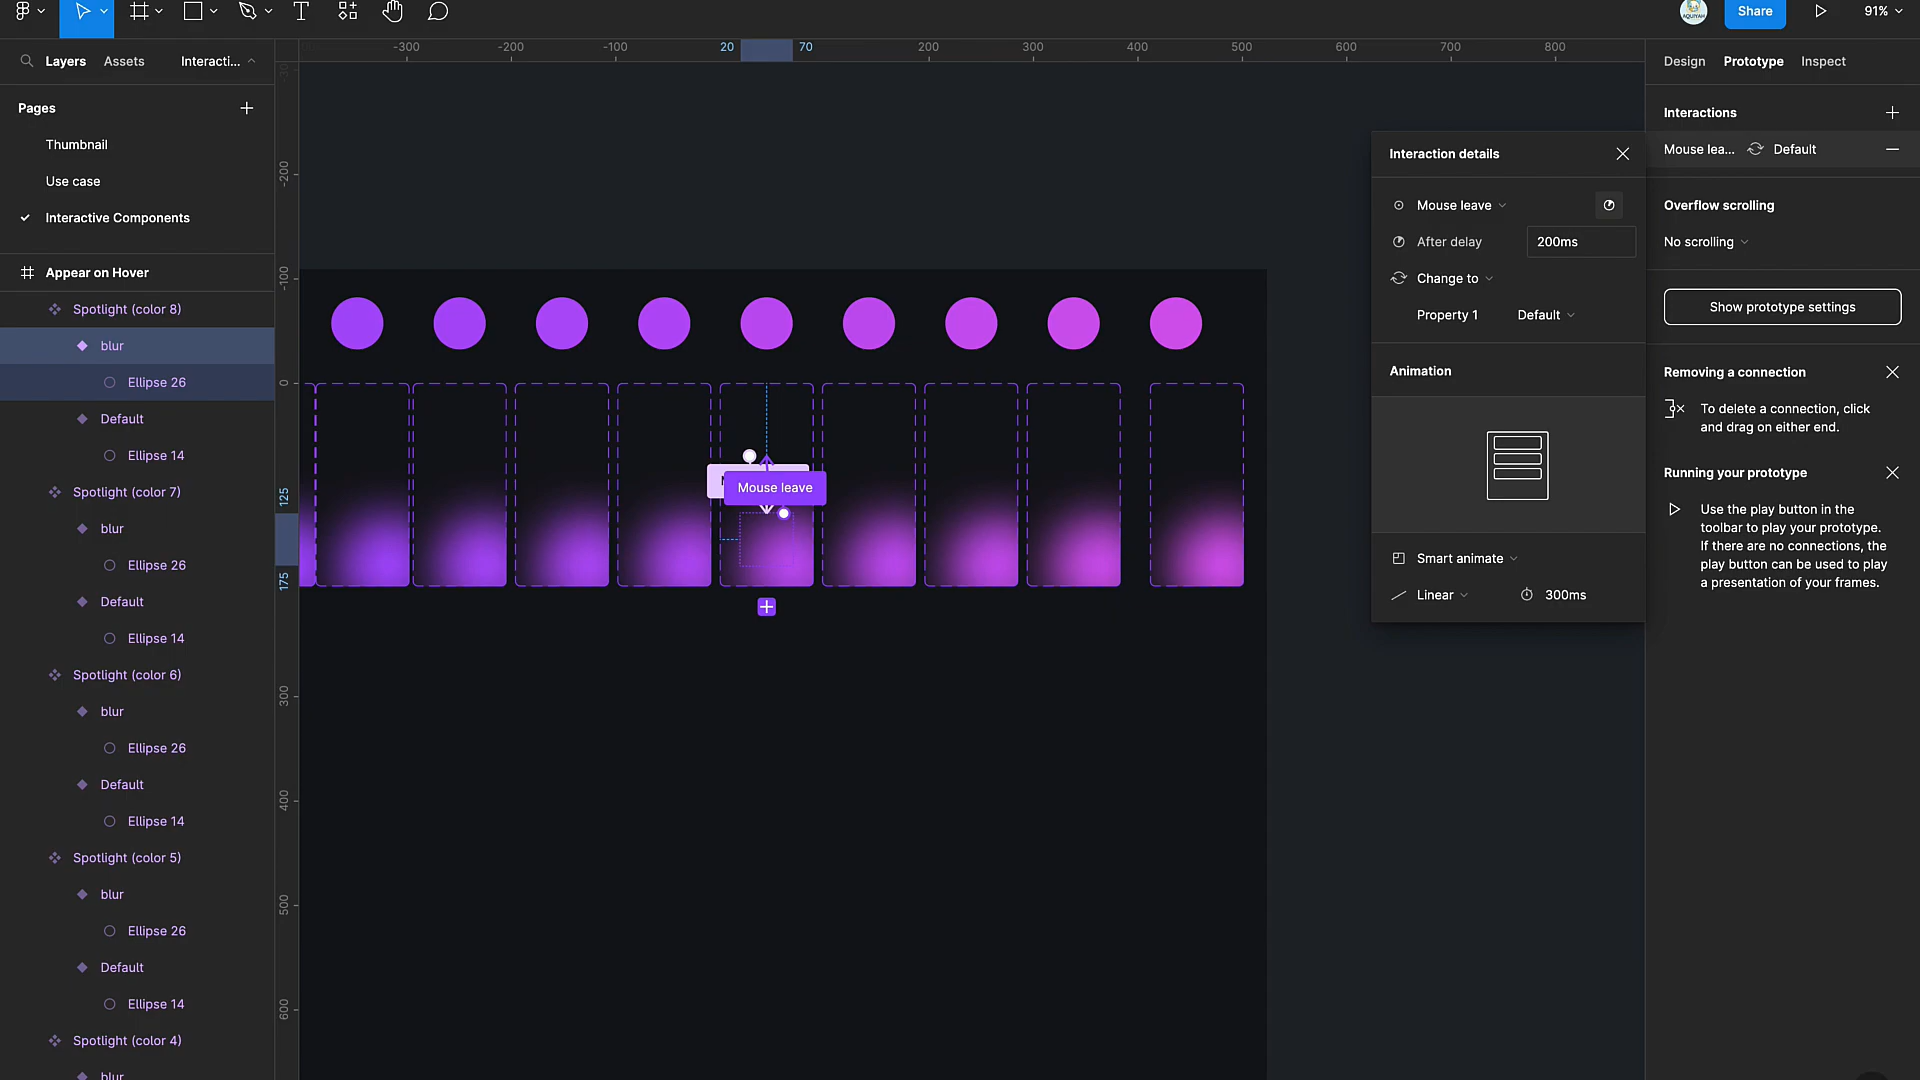 Share
91%
Layers
Assets
Interacti...
-300
-200
-100
20
70
200
300
400
500
600
700
800
Design
Prototype
Inspect
Pages
Thumbnail
Use case
Interactive Components
Appear on Hover
Spotlight (color 8)
blur
Ellipse 26
Default
Ellipse 14
Spotlight (color 7)
blur
Ellipse 26
Default
Ellipse 14
Spotlight (color 6)
blur
Ellipse 26
Default
Ellipse 14
Spotlight (color 5)
blur
Ellipse 26
Default
Ellipse 14
Spotlight (color 4)
blur
-200
-100
0
125
175
300
400
500
600
Mouse leave
Interaction details
Mouse leave
After delay
200ms
Change to
Property 1
Default
Animation
Smart animate
Linear
300ms
Interactions
Mouse lea...
Default
Overflow scrolling
No scrolling
Show prototype settings
Removing a connection
To delete a connection, click
and drag on either end.
Running your prototype
Use the play button in the
toolbar to play your prototype.
If there are no connections, the
play button can be used to play
a presentation of your frames.